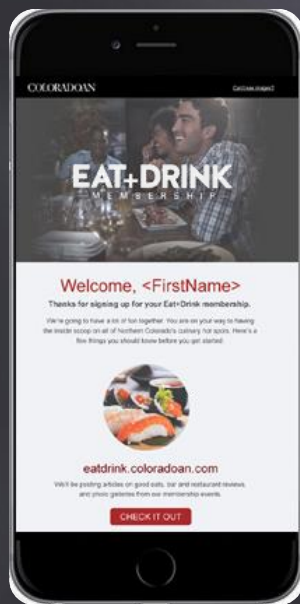 COLORADOAN
Can't see images?
EAT+DRINK
MEMBERSHIP
Welcome, <FirstName>
Thanks for signing up for your Eat+Drink membership.
We're going to have a lot of fun together. You are on your way to having
the inside scoop on all of Northern Colorado's culinary hot spots. Here's a
few things you should know before you get started.
eatdrink.coloradoan.com
We'll be posting articles on good eats, bar and restaurant reviews,
and photo galleries from our membership events.
CHECK IT OUT